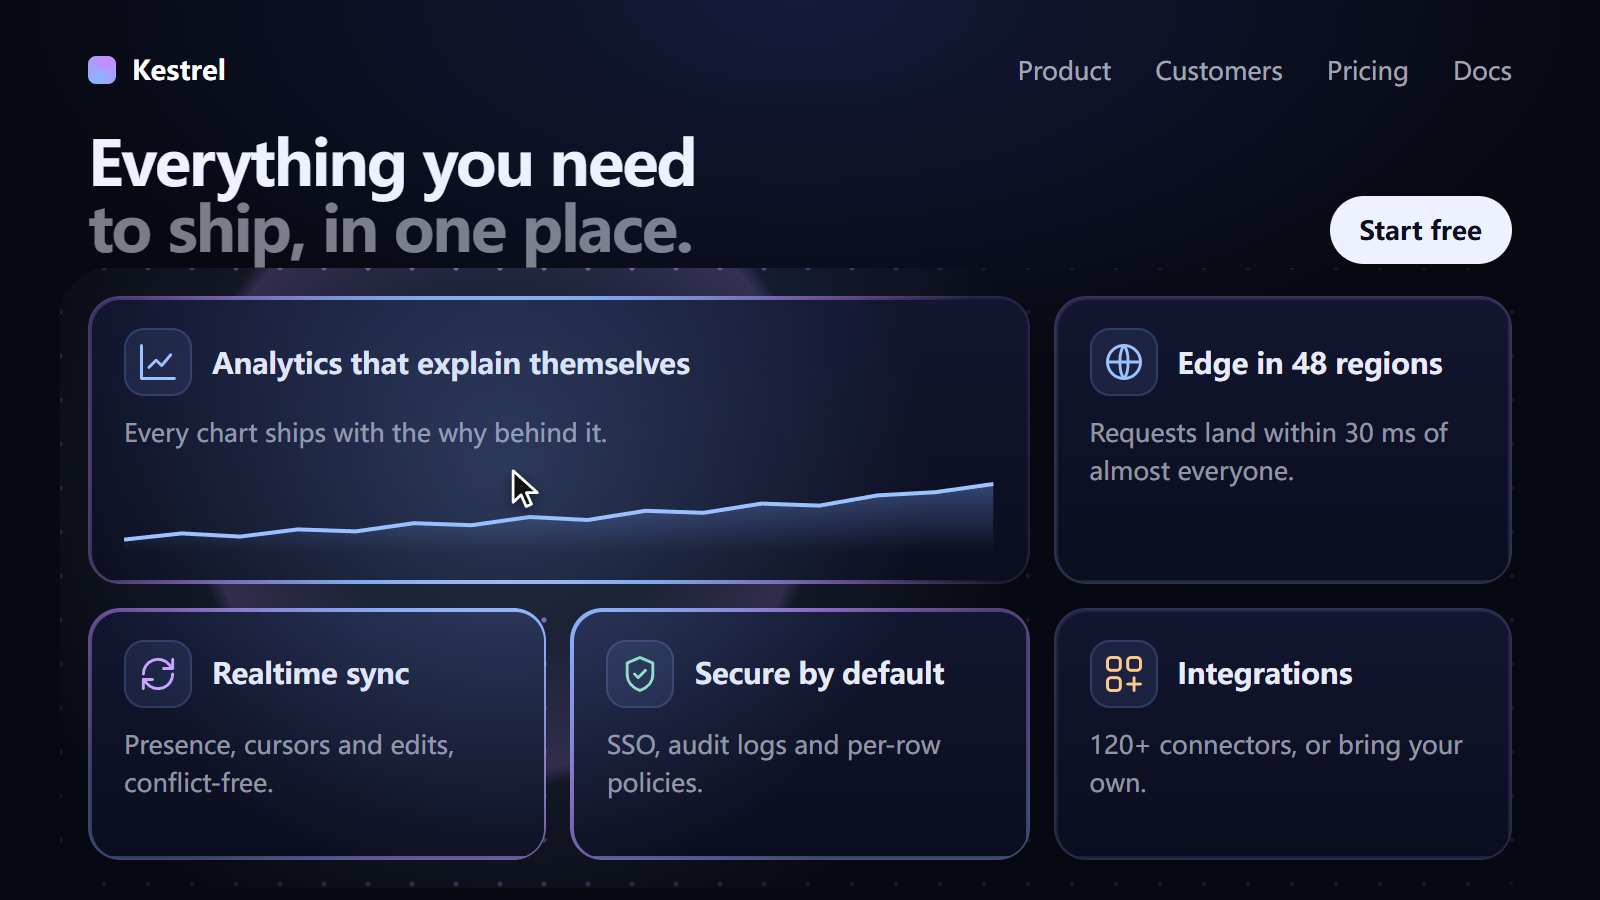 Kestrel
Product
Customers
Pricing
Docs
Everything you need
to ship, in one place.
Start free
Analytics that explain themselves
Every chart ships with the why behind it.
Edge in 48 regions
Requests land within 30 ms of
almost everyone.
Realtime sync
Presence, cursors and edits,
conflict-free.
Secure by default
SSO, audit logs and per-row
policies.
Integrations
120+ connectors, or bring your
own.